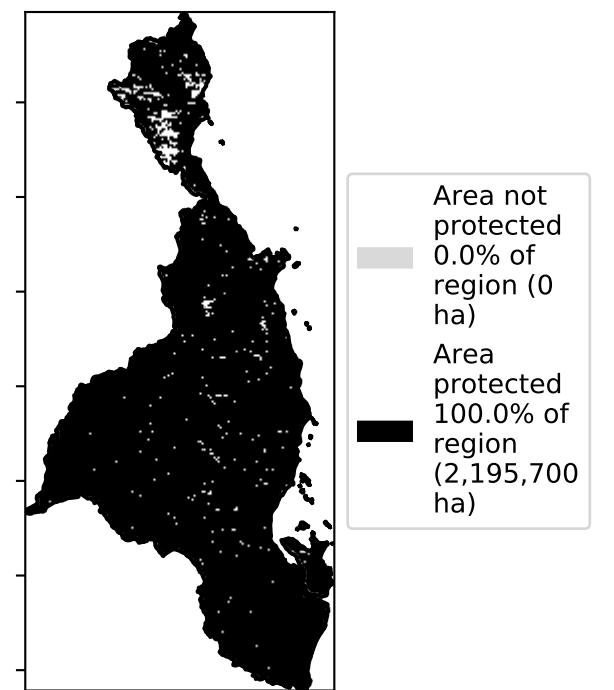 Area not
protected
0.0% of
region (0
ha)
Area
protected
100.0% of
region
(2,195,700
ha)